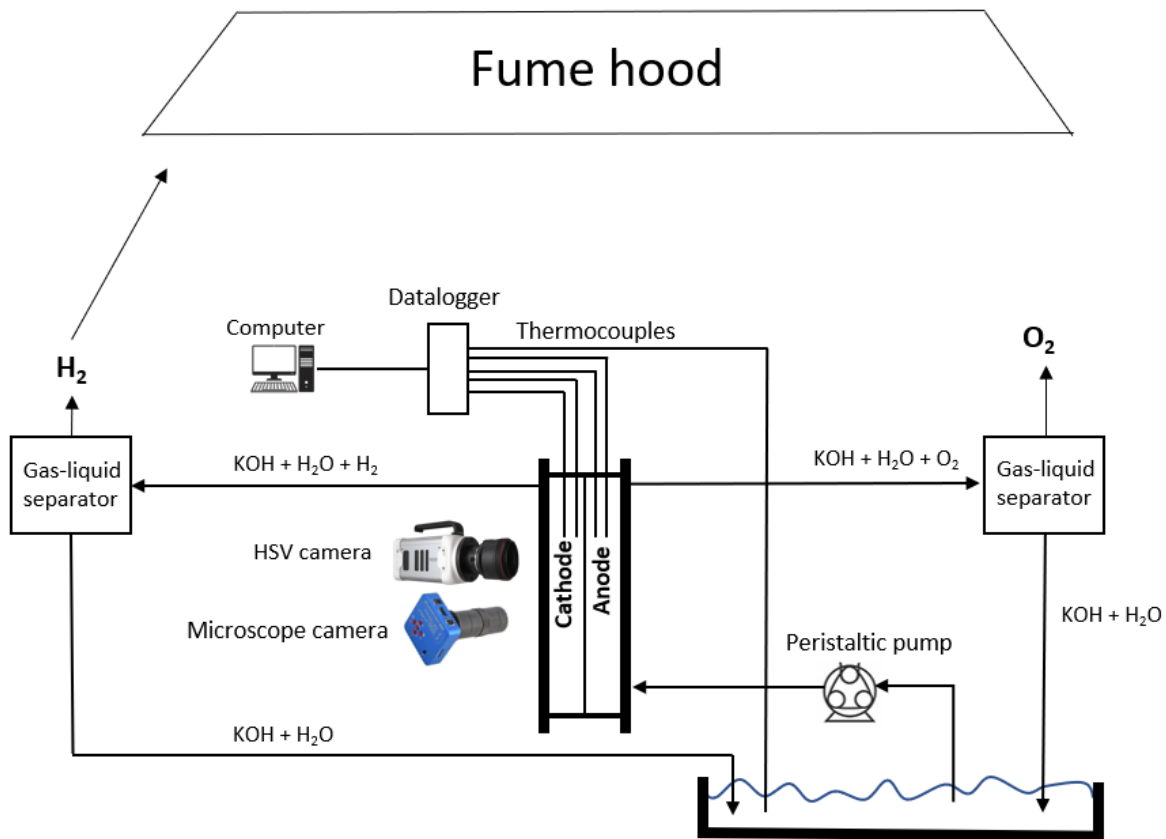 Fume hood
Datalogger
Computer
Thermocouples
H₂
O₂
Gas-liquid
separator
KOH + H₂O + H₂
KOH + H₂O + O₂
Gas-liquid
separator
HSV camera
Cathode
Anode
Microscope camera
KOH + H₂O
Peristaltic pump
KOH + H₂O